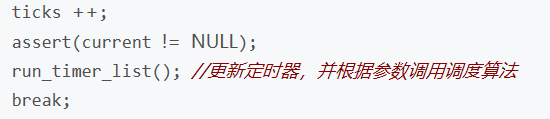 ticks ++;
assert(current != NULL);
run_timer_list(); //更新定时器，并根据参数调用调度算法
break;